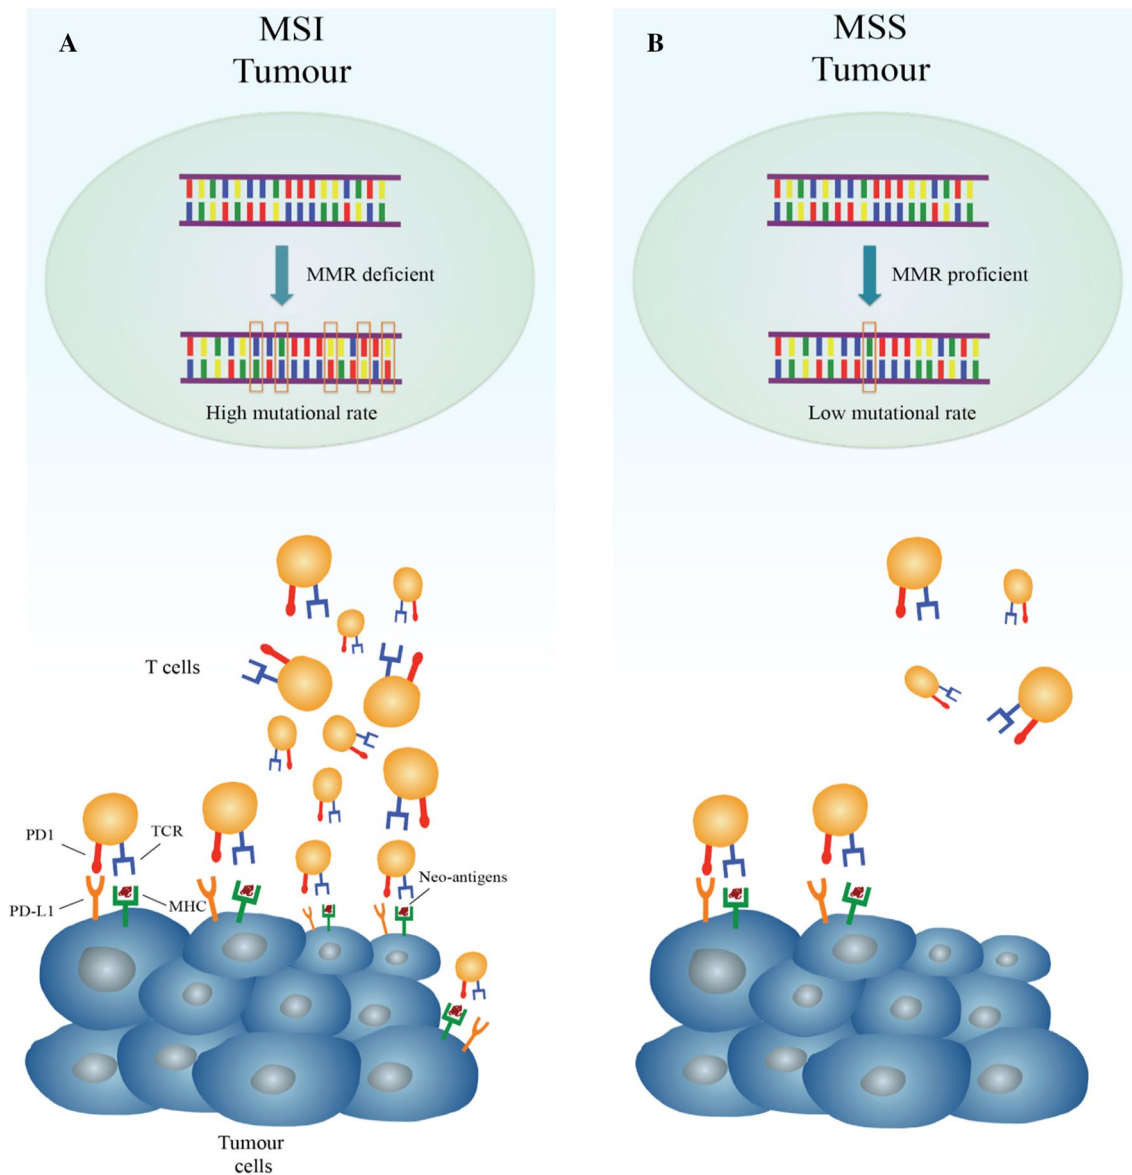 A
MSI
Tumour
MMR deficient
High mutational rate
B
MSS
Tumour
MMR proficient
Low mutational rate
T cells
PD1
TCR
Neo-antigens
PD-L1
MHC
Tumour
cells